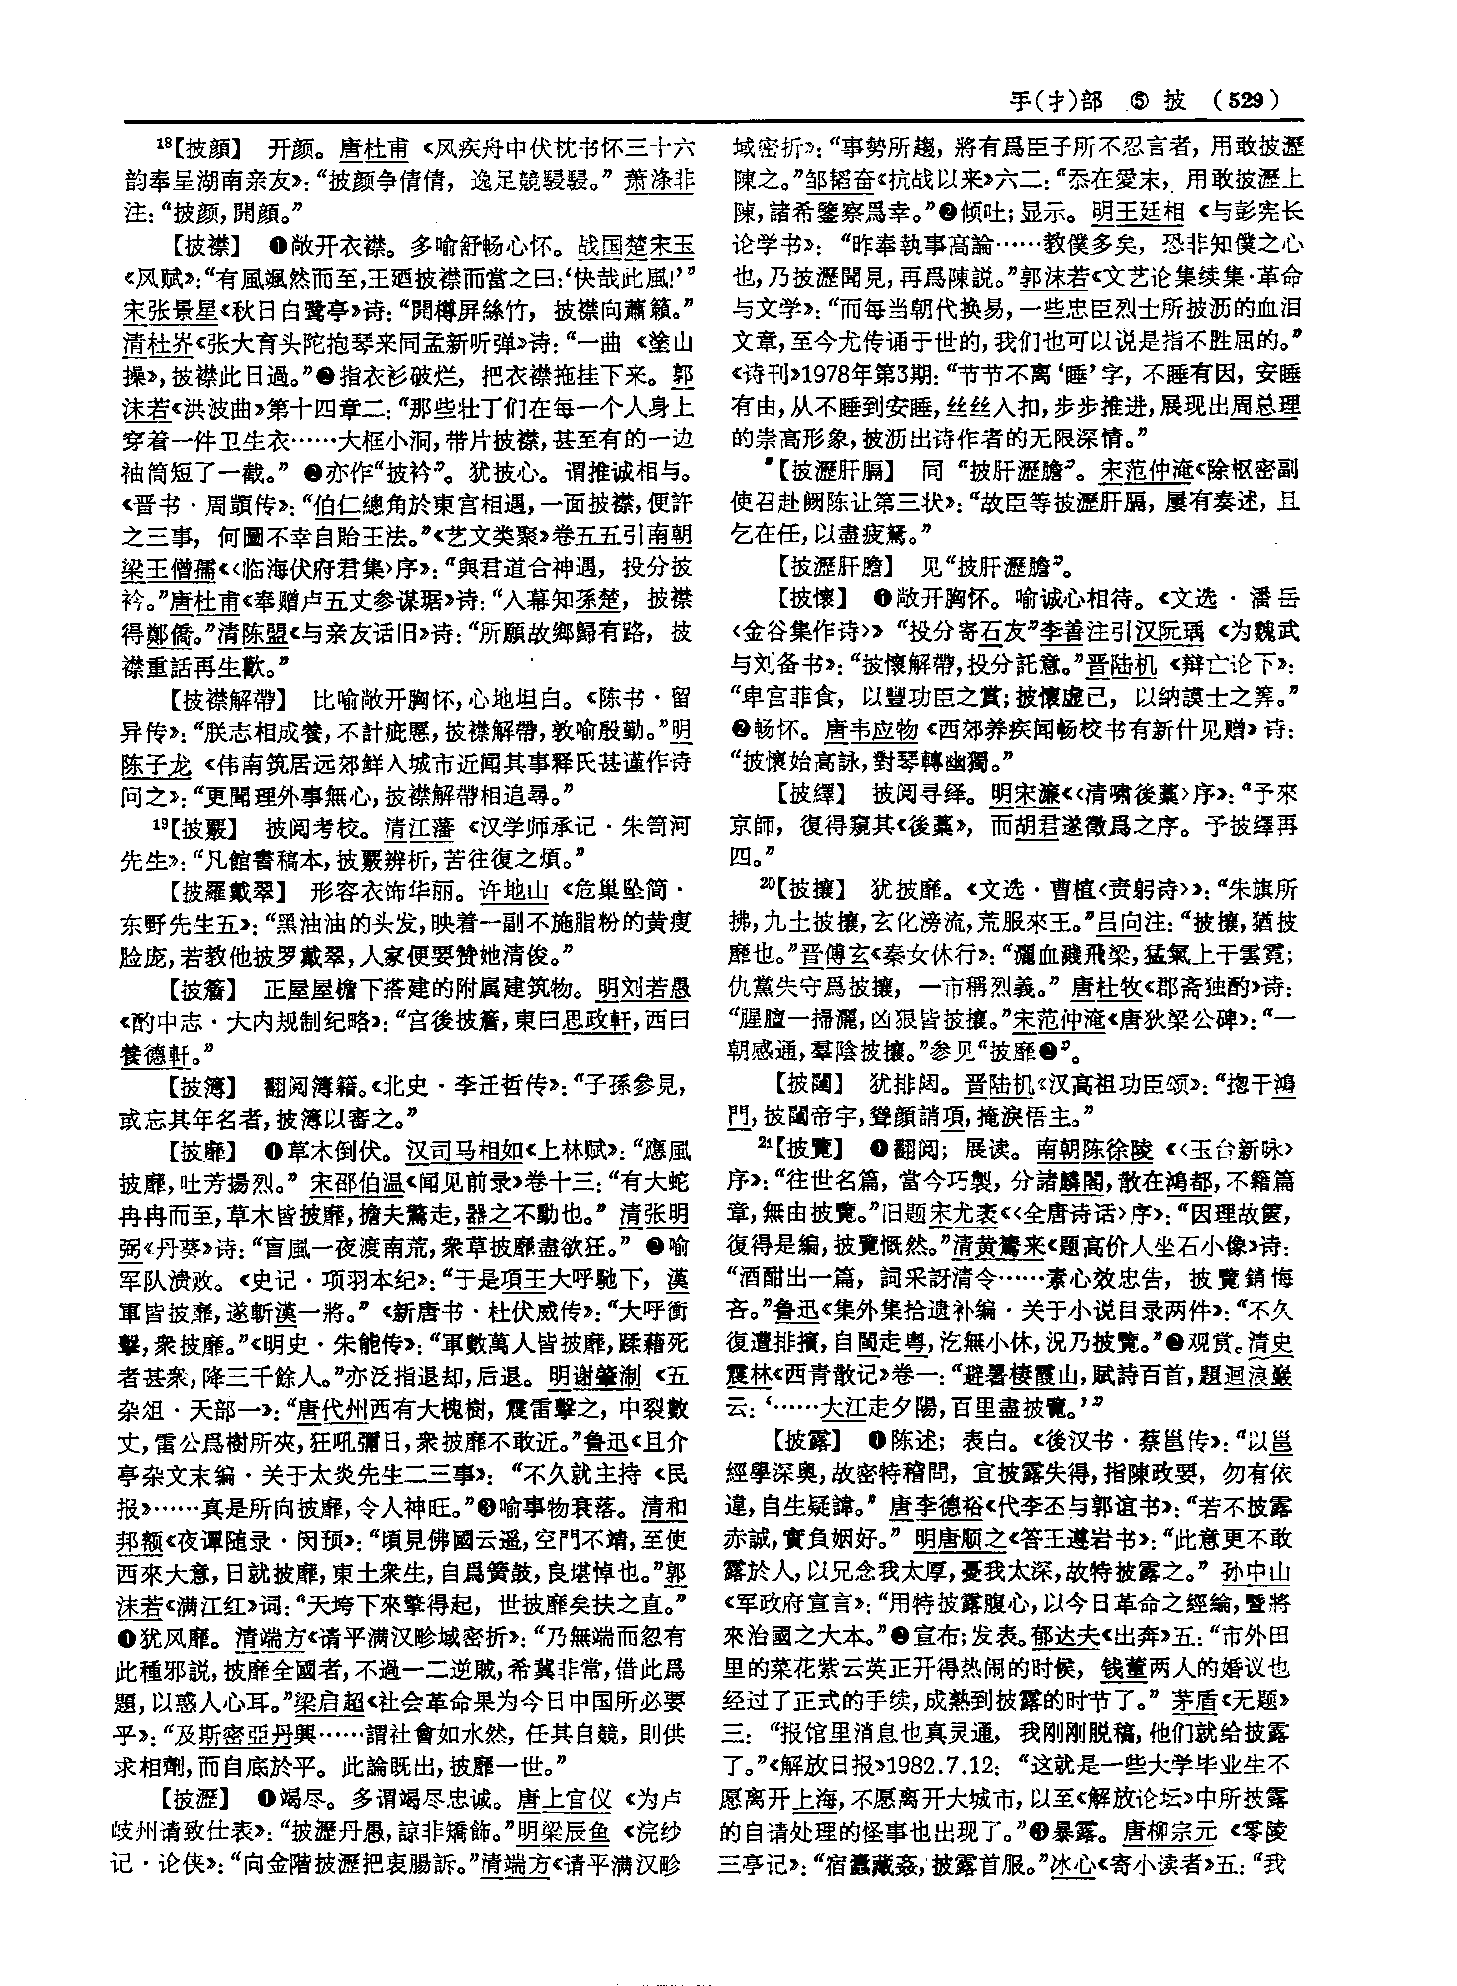 手(扌)部 ⑤ 披 (529)
¹⁸【披顔】 开颜。唐杜甫《风疾舟中伏枕书怀三十六
韵奉呈湖南亲友》:“披颜争倩倩,逸足競駸駸。”萧涤非
注:“披颜,開顔。”
【披襟】 ❶敞开衣襟。多喻舒畅心怀。战国楚宋玉
《风赋》:“有風颯然而至,王廼披襟而當之曰:‘快哉此風!’”
宋张景星《秋日白鹭亭》诗:“開樽屏絲竹,披襟向蕭籟。”
清杜岕《张大育头陀抱琴来同孟新听弹》诗:“一曲《塗山
操》,披襟此日過。”❷指衣衫破烂,把衣襟拖挂下来。郭
沫若《洪波曲》第十四章二:“那些壮丁们在每一个人身上
穿着一件卫生衣……大框小洞,带片披襟,甚至有的一边
袖筒短了一截。”❷亦作“披衿”。犹披心。谓推诚相与。
《晋书·周顗传》:“伯仁總角於東宫相遇,一面披襟,便許
之三事,何圖不幸自貽王法。”《艺文类聚》卷五五引南朝
梁王僧孺《〈临海伏府君集〉序》:“與君道合神遇,投分披
衿。”唐杜甫《奉赠卢五丈参谋琚》诗:“入幕知孫楚,披襟
得鄭僑。”清陈盟《与亲友话旧》诗:“所願故鄉歸有路,披
襟重話再生歡。”
【披襟解帶】 比喻敞开胸怀,心地坦白。《陈书·留
异传》:“朕志相成養,不計疵慝,披襟解帶,敦喻殷勤。”明
陈子龙《伟南筑居远郊鲜入城市近闻其事释氏甚谨作诗
问之》:“更聞理外事無心,披襟解帶相追尋。”
¹⁹【披覈】 披阅考校。清江藩《汉学师承记·朱笥河
先生》:“凡館書稿本,披覈辨析,苦往復之煩。”
【披羅戴翠】 形容衣饰华丽。许地山《危巢坠简·
东野先生五》:“黑油油的头发,映着一副不施脂粉的黄瘦
脸庞,若教他披罗戴翠,人家便要赞她清俊。”
【披簷】 正屋屋檐下搭建的附属建筑物。明刘若愚
《酌中志·大内规制纪略》:“宫後披簷,東曰思政軒,西曰
養德軒。”
【披簿】 翻阅簿籍。《北史·李迁哲传》:“子孫參見,
或忘其年名者,披簿以審之。”
【披靡】 ❶草木倒伏。汉司马相如《上林赋》:“應風
披靡,吐芳揚烈。”宋邵伯温《闻见前录》卷十三:“有大蛇
冉冉而至,草木皆披靡,擔夫驚走,器之不動也。”清张明
弼《丹葵》诗:“盲風一夜渡南荒,衆草披靡盡欲狂。”❷喻
军队溃败。《史记·项羽本纪》:“于是項王大呼馳下,漢
軍皆披靡,遂斬漢一將。”《新唐书·杜伏威传》:“大呼衝
擊,衆披靡。”《明史·朱能传》:“軍數萬人皆披靡,蹂藉死
者甚衆,降三千餘人。”亦泛指退却,后退。明谢肇淛《五
杂俎·天部一》:“唐代州西有大槐樹,震雷擊之,中裂數
丈,雷公爲樹所夾,狂吼彌日,衆披靡不敢近。”鲁迅《且介
亭杂文末编·关于太炎先生二三事》:“不久就主持《民
报》……真是所向披靡,令人神旺。”❸喻事物衰落。清和
邦额《夜谭随录·闵预》:“頃見佛國云遥,空門不靖,至使
西來大意,日就披靡,東土衆生,自爲簧鼓,良堪悼也。”郭
沫若《满江红》词:“天垮下來擎得起,世披靡矣扶之直。”
❶犹风靡。清端方《请平满汉畛域密折》:“乃無端而忽有
此種邪説,披靡全國者,不過一二逆賊,希冀非常,借此爲
題,以惑人心耳。”梁启超《社会革命果为今日中国所必要
乎》:“及斯密亞丹興……謂社會如水然,任其自競,則供
求相劑,而自底於平。此論既出,披靡一世。”
【披瀝】 ❶竭尽。多谓竭尽忠诚。唐上官仪《为卢
岐州请致仕表》:“披瀝丹愚,諒非矯飾。”明梁辰鱼《浣纱
记·论侠》:“向金階披瀝把衷腸訴。”清端方《请平满汉畛
域密折》:“事勢所趨,將有爲臣子所不忍言者,用敢披瀝
陳之。”邹韬奋《抗战以来》六二:“忝在愛末,用敢披瀝上
陳,諸希鑒察爲幸。”❷倾吐;显示。明王廷相《与彭宪长
论学书》:“昨奉執事高論……教僕多矣,恐非知僕之心
也,乃披瀝聞見,再爲陳説。”郭沫若《文艺论集续集·革命
与文学》:“而每当朝代换易,一些忠臣烈士所披沥的血泪
文章,至今尤传诵于世的,我们也可以说是指不胜屈的。”
《诗刊》1978年第3期:“节节不离‘睡’字,不睡有因,安睡
有由,从不睡到安睡,丝丝入扣,步步推进,展现出周总理
的崇高形象,披沥出诗作者的无限深情。”
【披瀝肝膈】 同“披肝瀝膽”。宋范仲淹《除枢密副
使召赴阙陈让第三状》:“故臣等披瀝肝膈,屢有奏述,且
乞在任,以盡疲駑。”
【披瀝肝膽】 见“披肝瀝膽”。
【披懷】 ❶敞开胸怀。喻诚心相待。《文选·潘岳
〈金谷集作诗〉》“投分寄石友”李善注引汉阮瑀《为魏武
与刘备书》:“披懷解帶,投分託意。”晋陆机《辩亡论下》:
“卑宫菲食,以豐功臣之賞;披懷虚已,以纳謨士之筭。”
❷畅怀。唐韦应物《西郊养疾闻畅校书有新什见赠》诗:
“披懷始高詠,對琴轉幽獨。”
【披繹】 披阅寻绎。明宋濂《〈清啸後藁〉序》:“予來
京師,復得窺其《後藁》,而胡君遂徵爲之序。予披繹再
四。”
²⁰【披攘】 犹披靡。《文选·曹植〈责躬诗〉》:“朱旗所
拂,九土披攘,玄化滂流,荒服來王。”吕向注:“披攘,猶披
靡也。”晋傅玄《秦女休行》:“灑血濺飛梁,猛氣上干雲霓;
仇黨失守爲披攘,一市稱烈義。”唐杜牧《郡斋独酌》诗:
“腥膻一掃灑,凶狠皆披攘。”宋范仲淹《唐狄梁公碑》:“一
朝感通,羣陰披攘。”参见“披靡❷”。
【披闥】 犹排闼。晋陆机《汉高祖功臣颂》:“揔干鴻
門,披闥帝宇,聳顔誚項,掩淚悟主。”
²¹【披覽】 ❶翻阅;展读。南朝陈徐陵《〈玉台新咏〉
序》:“往世名篇,當今巧製,分諸麟閣,散在鴻都,不籍篇
章,無由披覽。”旧题宋尤袤《〈全唐诗话〉序》:“因理故篋,
復得是編,披覽慨然。”清黄鷟来《题高价人坐石小像》诗:
“酒酣出一篇,詞采訝清令……素心效忠告,披覽銷悔
吝。”鲁迅《集外集拾遗补编·关于小说目录两件》:“不久
復遭排擯,自閩走粤,汔無小休,況乃披覽。”❷观赏。清史
震林《西青散记》卷一:“避暑棲霞山,賦詩百首,題迴浪巖
云:‘……大江走夕陽,百里盡披覽。’”
【披露】 ❶陈述;表白。《後汉书·蔡邕传》:“以邕
經學深奥,故密特稽問,宜披露失得,指陳政要,勿有依
違,自生疑諱。”唐李德裕《代李丕与郭谊书》:“若不披露
赤誠,實負姻好。”明唐顺之《答王遵岩书》:“此意更不敢
露於人,以兄念我太厚,憂我太深,故特披露之。”孙中山
《军政府宣言》:“用特披露腹心,以今日革命之經綸,暨將
來治國之大本。”❷宣布;发表。郁达夫《出奔》五:“市外田
里的菜花紫云英正开得热闹的时候,钱董两人的婚议也
经过了正式的手续,成熟到披露的时节了。”茅盾《无题》
三:“报馆里消息也真灵通,我刚刚脱稿,他们就给披露
了。”《解放日报》1982.7.12:“这就是一些大学毕业生不
愿离开上海,不愿离开大城市,以至《解放论坛》中所披露
的自请处理的怪事也出现了。”❸暴露。唐柳宗元《零陵
三亭记》:“宿蠹藏姦,披露首服。”冰心《寄小读者》五:“我